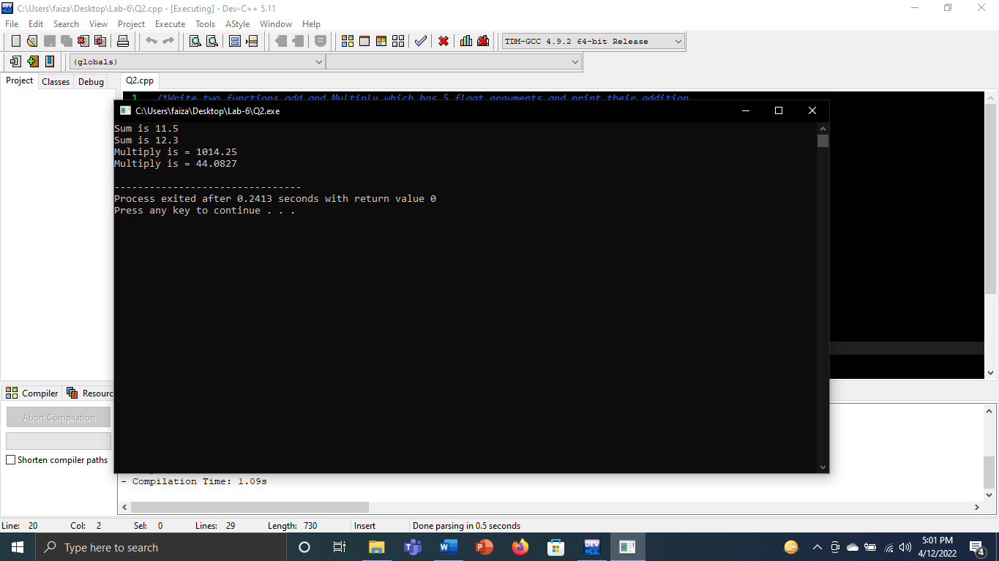 C:\Users\faiza\Desktop\Lab-6\Q2.cpp - [Executing] - Dev-C++ 5.11
File Edit Search View Project Execute Tools AStyle Window Help
TDM-GCC 4.9.2 64-bit Release
(globals)
Project Classes Debug Q2.cpp
1 /*Write two functions add and Multiply which has 5 float arguments and print their addition
C:\Users\faiza\Desktop\Lab-6\Q2.exe
Sum is 11.5
Sum is 12.3
Multiply is = 1014.25
Multiply is = 44.0827
--------------------------------
Process exited after 0.2413 seconds with return value 0
Press any key to continue . . .
Compiler Resourc
Abort Compilation
Shorten compiler paths
- Compilation Time: 1.09s
Line: 20 Col: 2 Sel: 0 Lines: 29 Length: 730 Insert Done parsing in 0.5 seconds
Type here to search
5:01 PM
4/12/2022
4